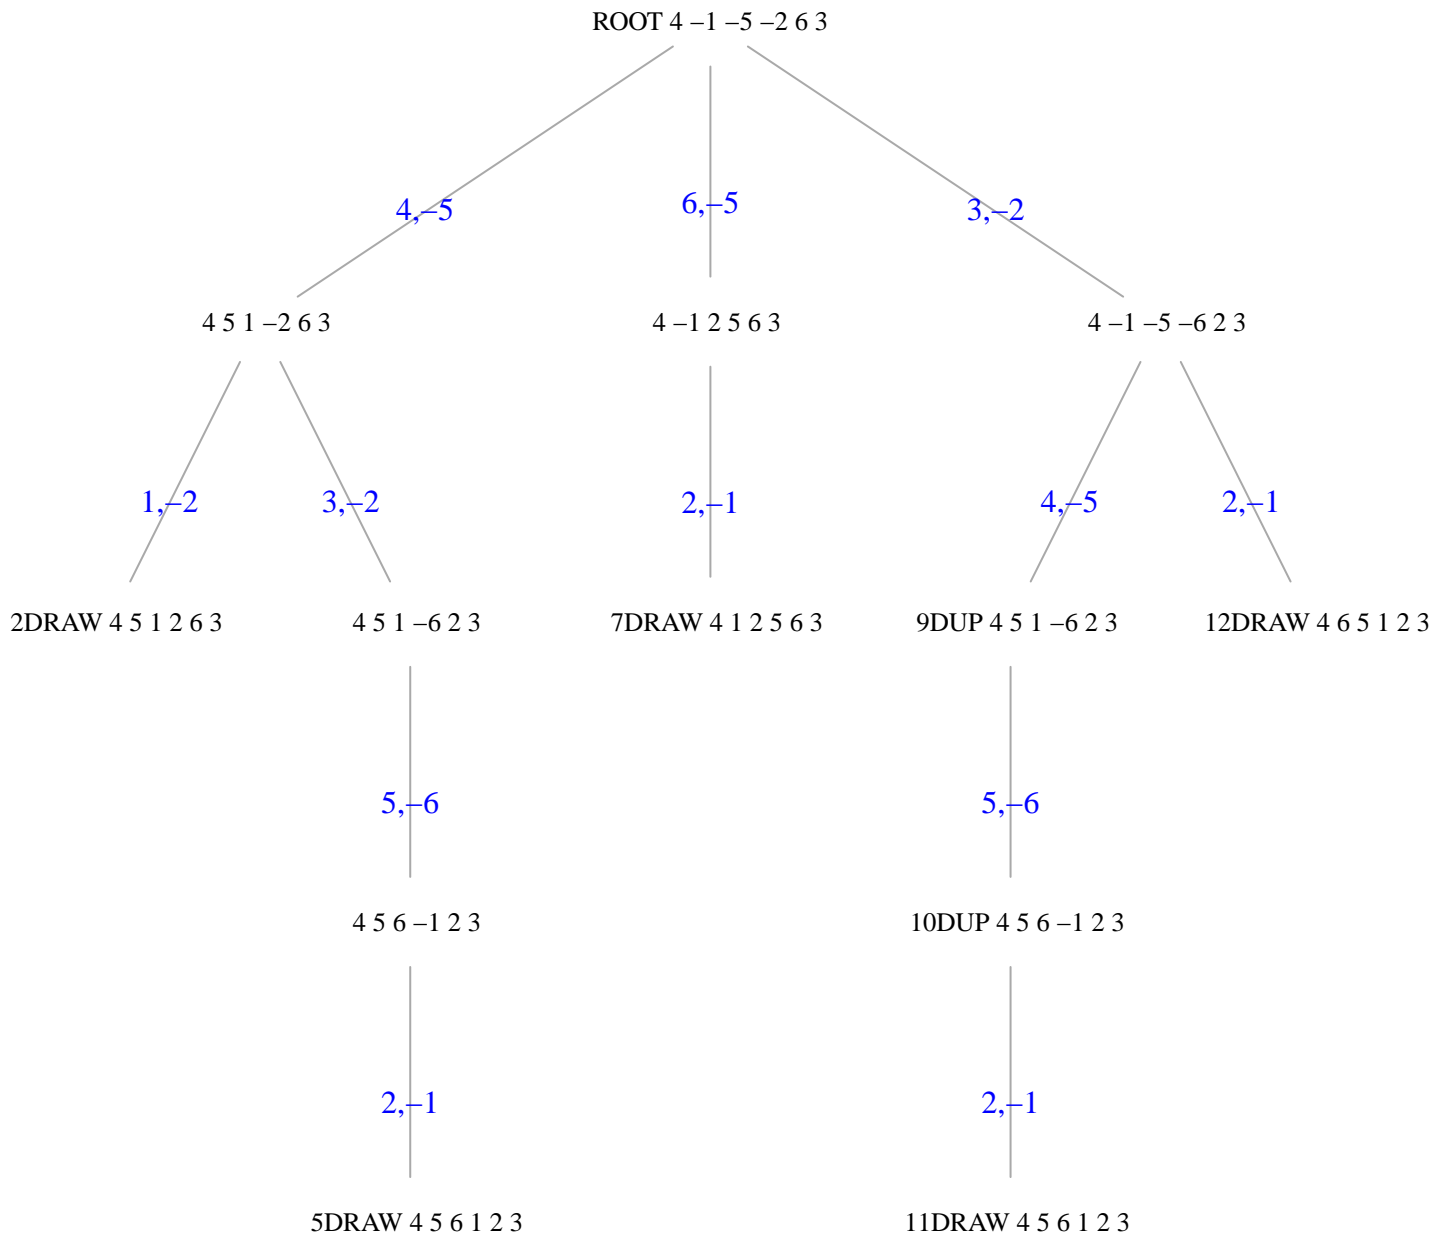 ROOT 4 –1 –5 –2 6 3
4,–5
6,–5
3,–2
4 5 1 –2 6 3
4 –1 2 5 6 3
4 –1 –5 –6 2 3
1,–2
3,–2
2,–1
4,–5
2,–1
2DRAW 4 5 1 2 6 3
4 5 1 –6 2 3
7DRAW 4 1 2 5 6 3
9DUP 4 5 1 –6 2 3
12DRAW 4 6 5 1 2 3
5,–6
5,–6
4 5 6 –1 2 3
10DUP 4 5 6 –1 2 3
2,–1
2,–1
5DRAW 4 5 6 1 2 3
11DRAW 4 5 6 1 2 3